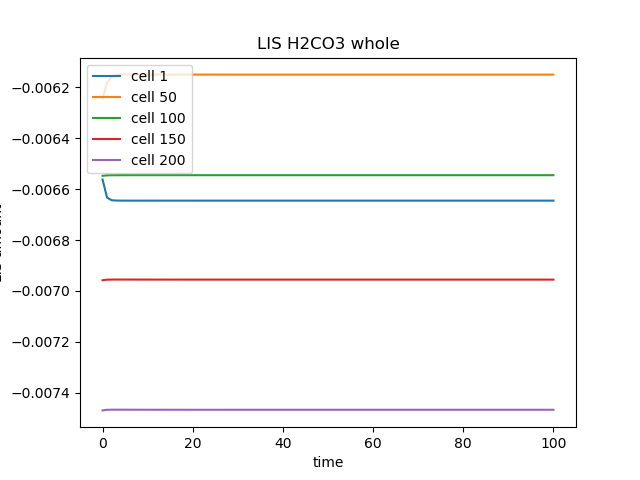 LIS H2CO3 whole
cell 1
cell 50
cell 100
cell 150
cell 200
−0.0062
−0.0064
−0.0066
−0.0068
−0.0070
−0.0072
−0.0074
0 20 40 60 80 100
time